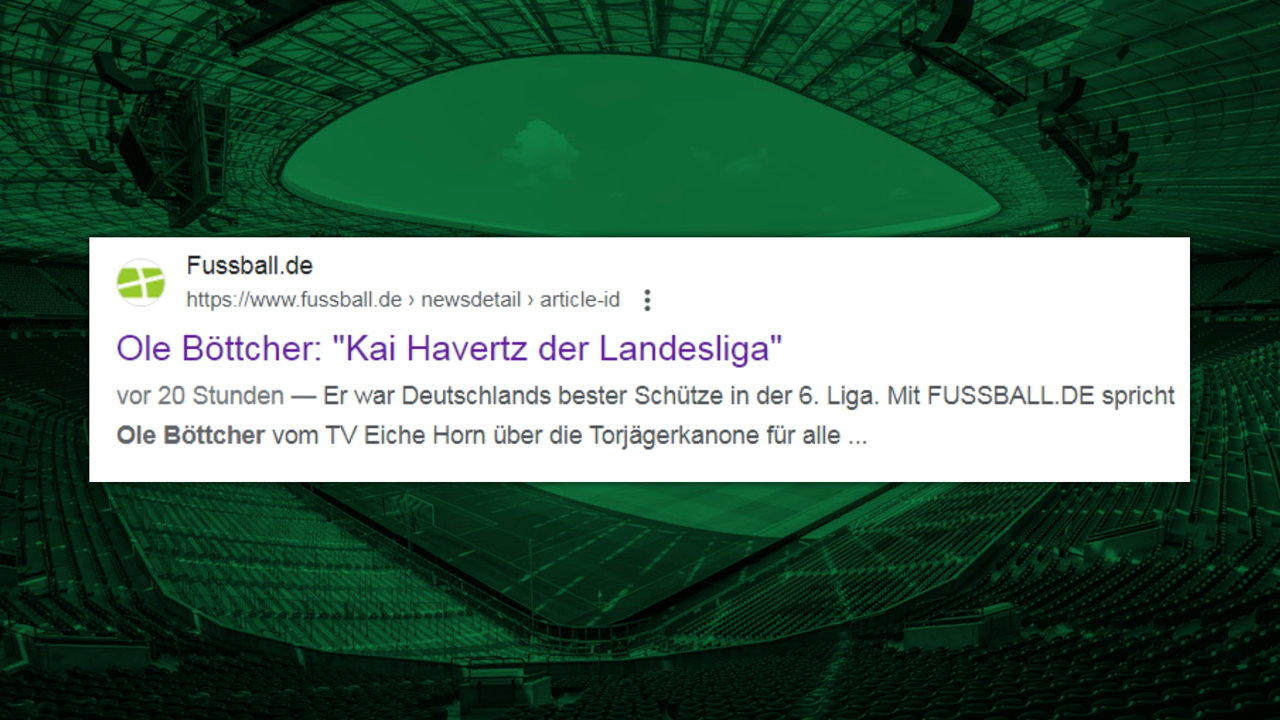 Fussball.de
https://www.fussball.de › newsdetail › article-id
Ole Böttcher: "Kai Havertz der Landesliga"
vor 20 Stunden — Er war Deutschlands bester Schütze in der 6. Liga. Mit FUSSBALL.DE spricht
Ole Böttcher vom TV Eiche Horn über die Torjägerkanone für alle ...